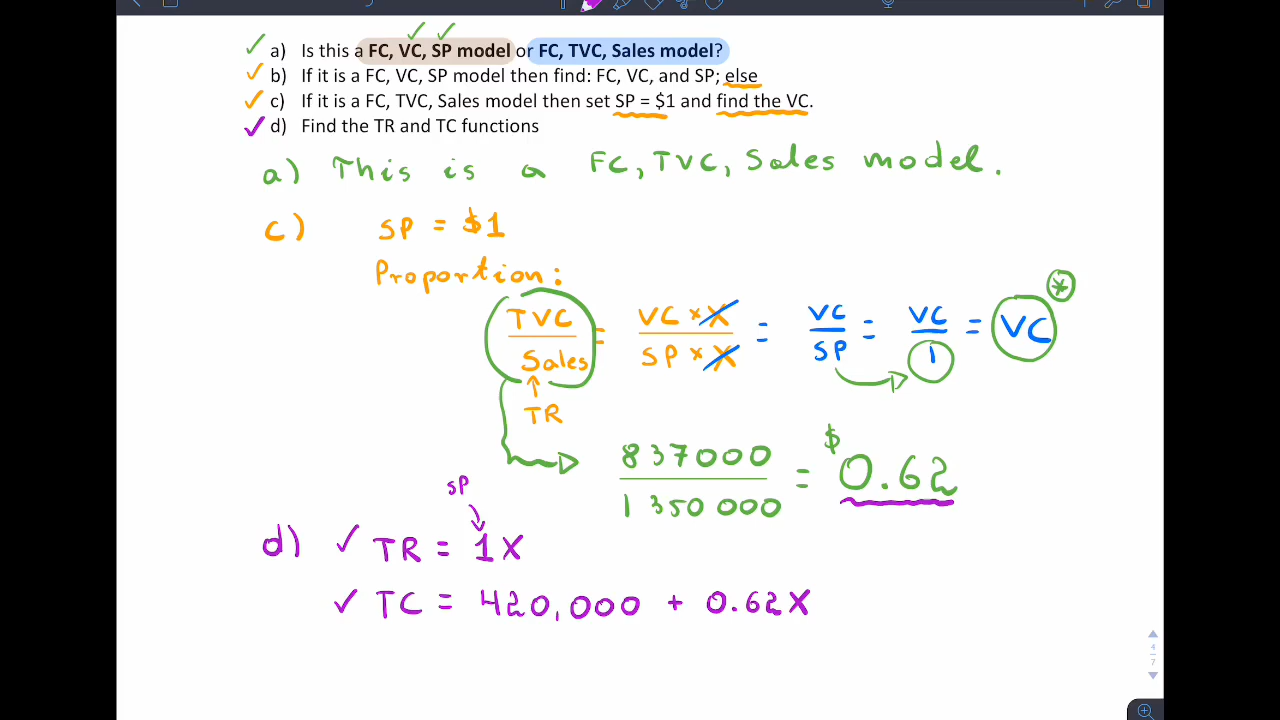 ✓ ✓
✓ a) Is this a FC, VC, SP model or FC, TVC, Sales model?
✓ b) If it is a FC, VC, SP model then find: FC, VC, and SP; else
✓ c) If it is a FC, TVC, Sales model then set SP = $1 and find the VC.
✓ d) Find the TR and TC functions
a) This is a FC, TVC, Sales model.
c) SP = $1
Proportion:
TVC / Sales = VC × X / SP × X = VC / SP = VC / 1 = VC *
↑
TR
837000 / 1350000 = $0.62
SP
d) ✓ TR = 1X
✓ TC = 420,000 + 0.62X
4
7